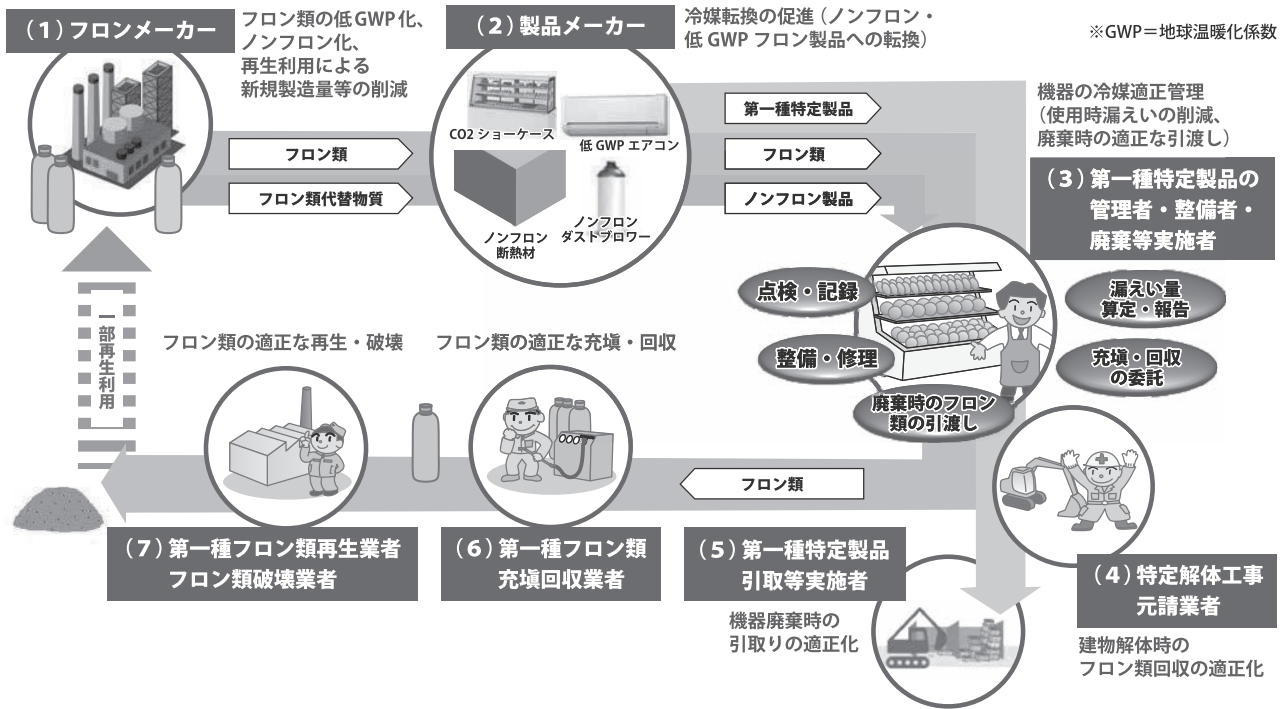 (1)フロンメーカー
フロン類の低GWP化、
ノンフロン化、
再生利用による
新規製造量等の削減
(2)製品メーカー
冷媒転換の促進(ノンフロン・
低GWPフロン製品への転換)
※GWP=地球温暖化係数
CO2ショーケース
低GWPエアコン
ノンフロン
断熱材
ノンフロン
ダストブロワー
フロン類
フロン類代替物質
第一種特定製品
フロン類
ノンフロン製品
機器の冷媒適正管理
(使用時漏えいの削減、
廃棄時の適正な引渡し)
(3)第一種特定製品の
管理者・整備者・
廃棄等実施者
点検・記録
整備・修理
廃棄時のフロン
類の引渡し
漏えい量
算定・報告
充塡・回収
の委託
一部再生利用
フロン類の適正な再生・破壊
フロン類の適正な充塡・回収
フロン類
(7)第一種フロン類再生業者
フロン類破壊業者
(6)第一種フロン類
充塡回収業者
(5)第一種特定製品
引取等実施者
機器廃棄時の
引取りの適正化
(4)特定解体工事
元請業者
建物解体時の
フロン類回収の適正化